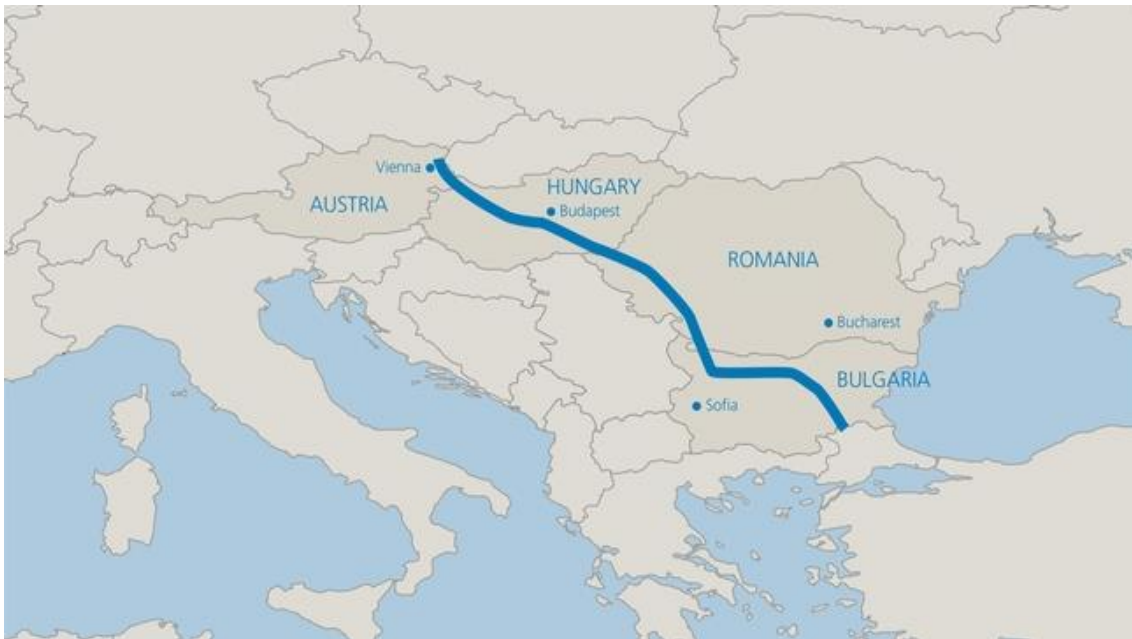 Vienna
AUSTRIA
HUNGARY
Budapest
ROMANIA
Bucharest
BULGARIA
Sofia